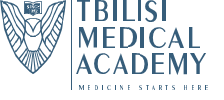 TBILISI
MEDICAL
ACADEMY
MEDICINE STARTS HERE